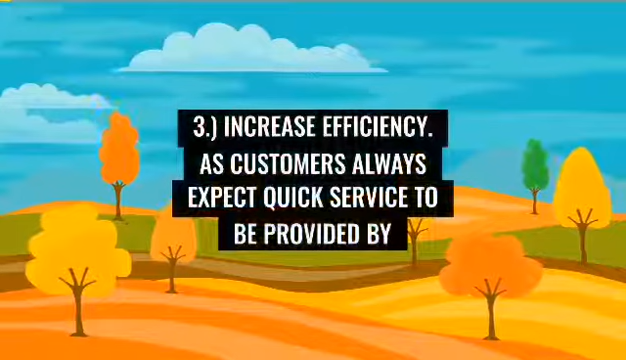 3.) INCREASE EFFICIENCY.
AS CUSTOMERS ALWAYS
EXPECT QUICK SERVICE TO
BE PROVIDED BY